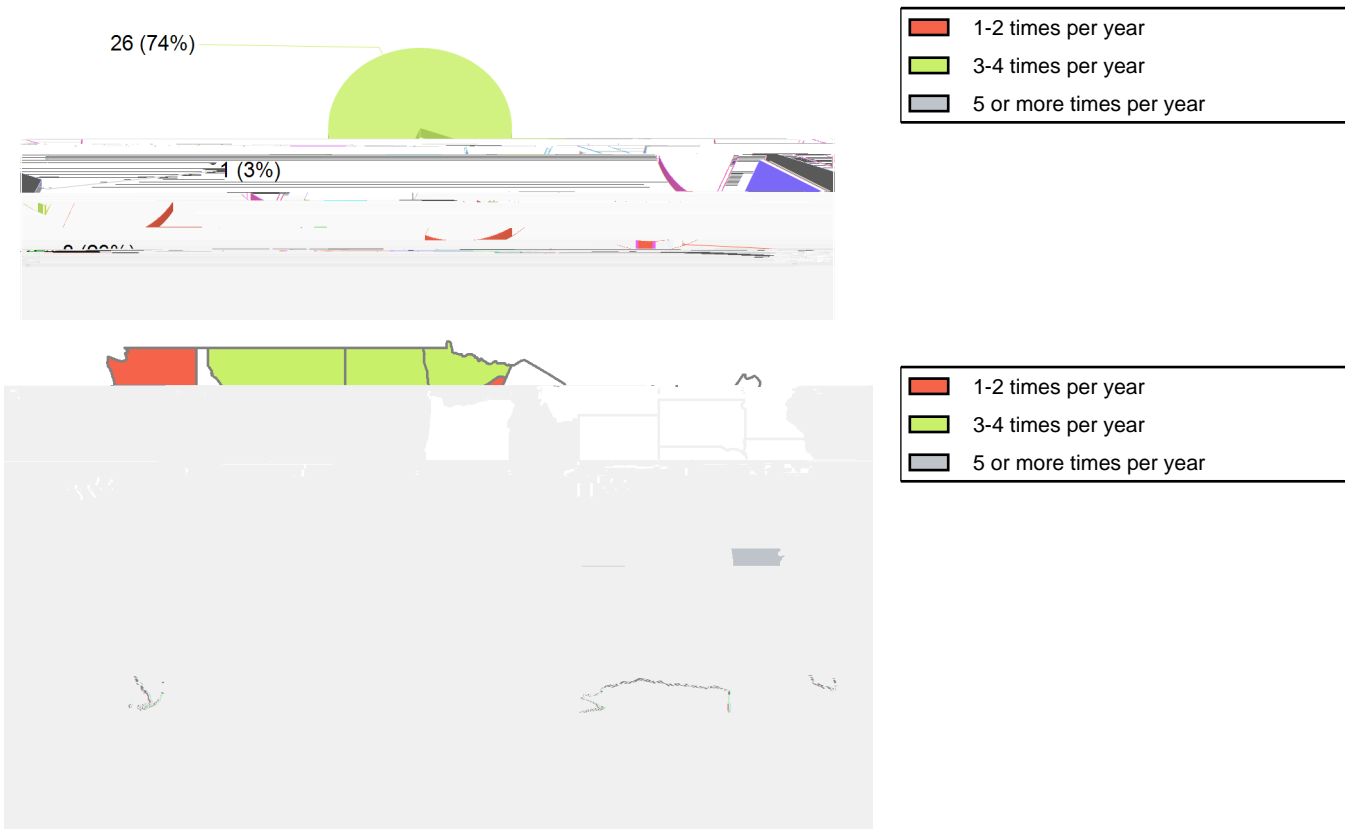 26 (74%)
1 (3%)
1-2 times per year
3-4 times per year
5 or more times per year
1-2 times per year
3-4 times per year
5 or more times per year